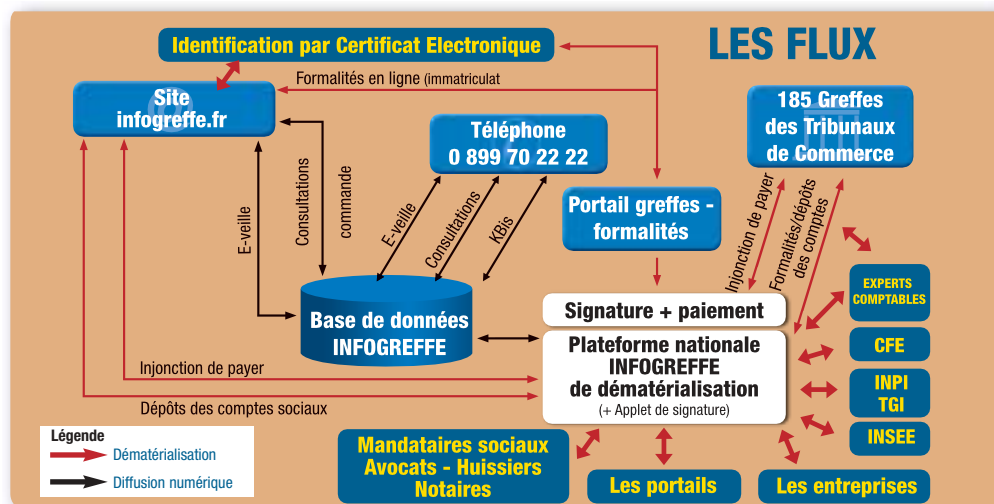 LES FLUX
Identification par Certificat Electronique
Formalités en ligne (immatriculat
Site
infogreffe.fr
Téléphone
0 899 70 22 22
185 Greffes
des Tribunaux
de Commerce
Portail greffes -
formalités
E-veille
Consultations
commande
E-veille
Consultations
KBis
Injonction de payer
Formalités/dépôts
des comptes
Base de données
INFOGREFFE
Signature + paiement
Plateforme nationale
INFOGREFFE
de dématérialisation
(+ Applet de signature)
EXPERTS
COMPTABLES
CFE
INPI
TGI
INSEE
Injonction de payer
Dépôts des comptes sociaux
Légende
Dématérialisation
Diffusion numérique
Mandataires sociaux
Avocats - Huissiers
Notaires
Les portails
Les entreprises